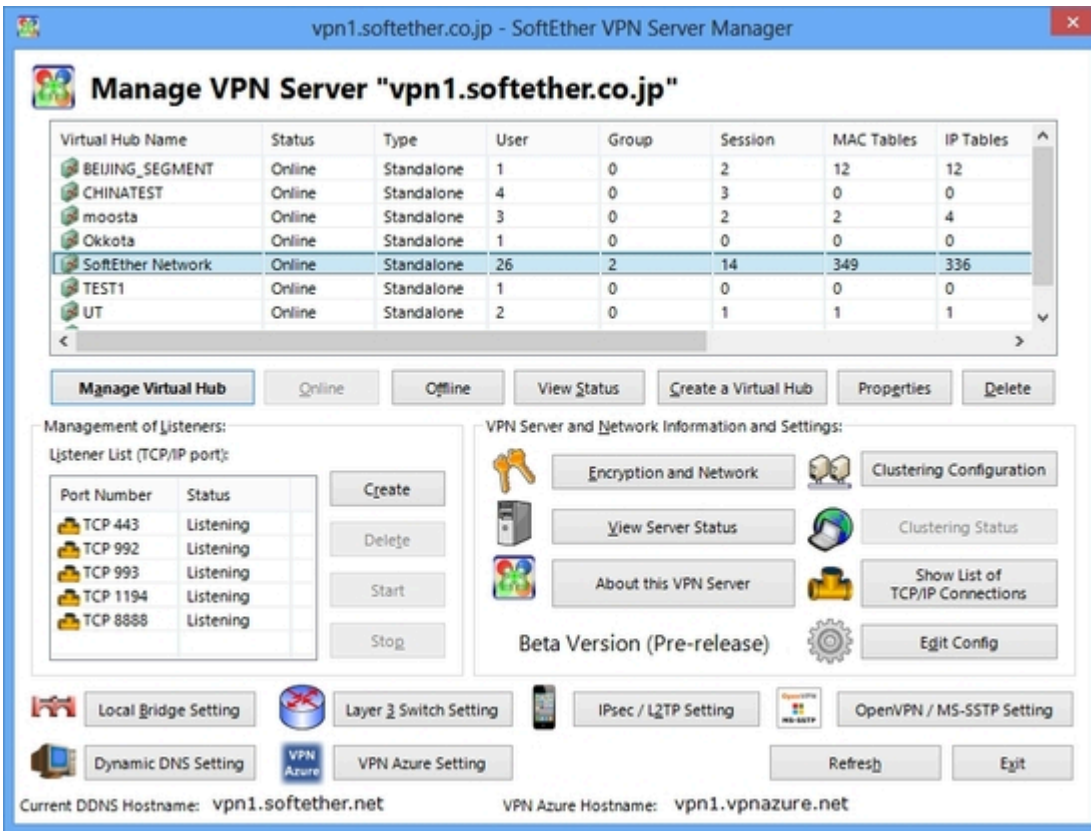 vpn1.softether.co.jp - SoftEther VPN Server Manager
Manage VPN Server "vpn1.softether.co.jp"
Virtual Hub Name Status Type User Group Session MAC Tables IP Tables
BEIJING_SEGMENT Online Standalone 1 0 2 12 12
CHINATEST Online Standalone 4 0 3 0 0
moosta Online Standalone 3 0 2 2 4
Okkota Online Standalone 1 0 0 0 0
SoftEther Network Online Standalone 26 2 14 349 336
TEST1 Online Standalone 1 0 0 0 0
UT Online Standalone 2 0 1 1 1
Manage Virtual Hub Online Offline View Status Create a Virtual Hub Properties Delete
Management of Listeners:
Listener List (TCP/IP port):
Port Number Status
TCP 443 Listening
TCP 992 Listening
TCP 993 Listening
TCP 1194 Listening
TCP 8888 Listening
Create
Delete
Start
Stop
VPN Server and Network Information and Settings:
Encryption and Network Clustering Configuration
View Server Status Clustering Status
About this VPN Server Show List of
TCP/IP Connections
Beta Version (Pre-release) Edit Config
Local Bridge Setting Layer 3 Switch Setting IPsec / L2TP Setting OpenVPN MS-SSTP OpenVPN / MS-SSTP Setting
Dynamic DNS Setting VPN Azure VPN Azure Setting Refresh Exit
Current DDNS Hostname: vpn1.softether.net VPN Azure Hostname: vpn1.vpnazure.net